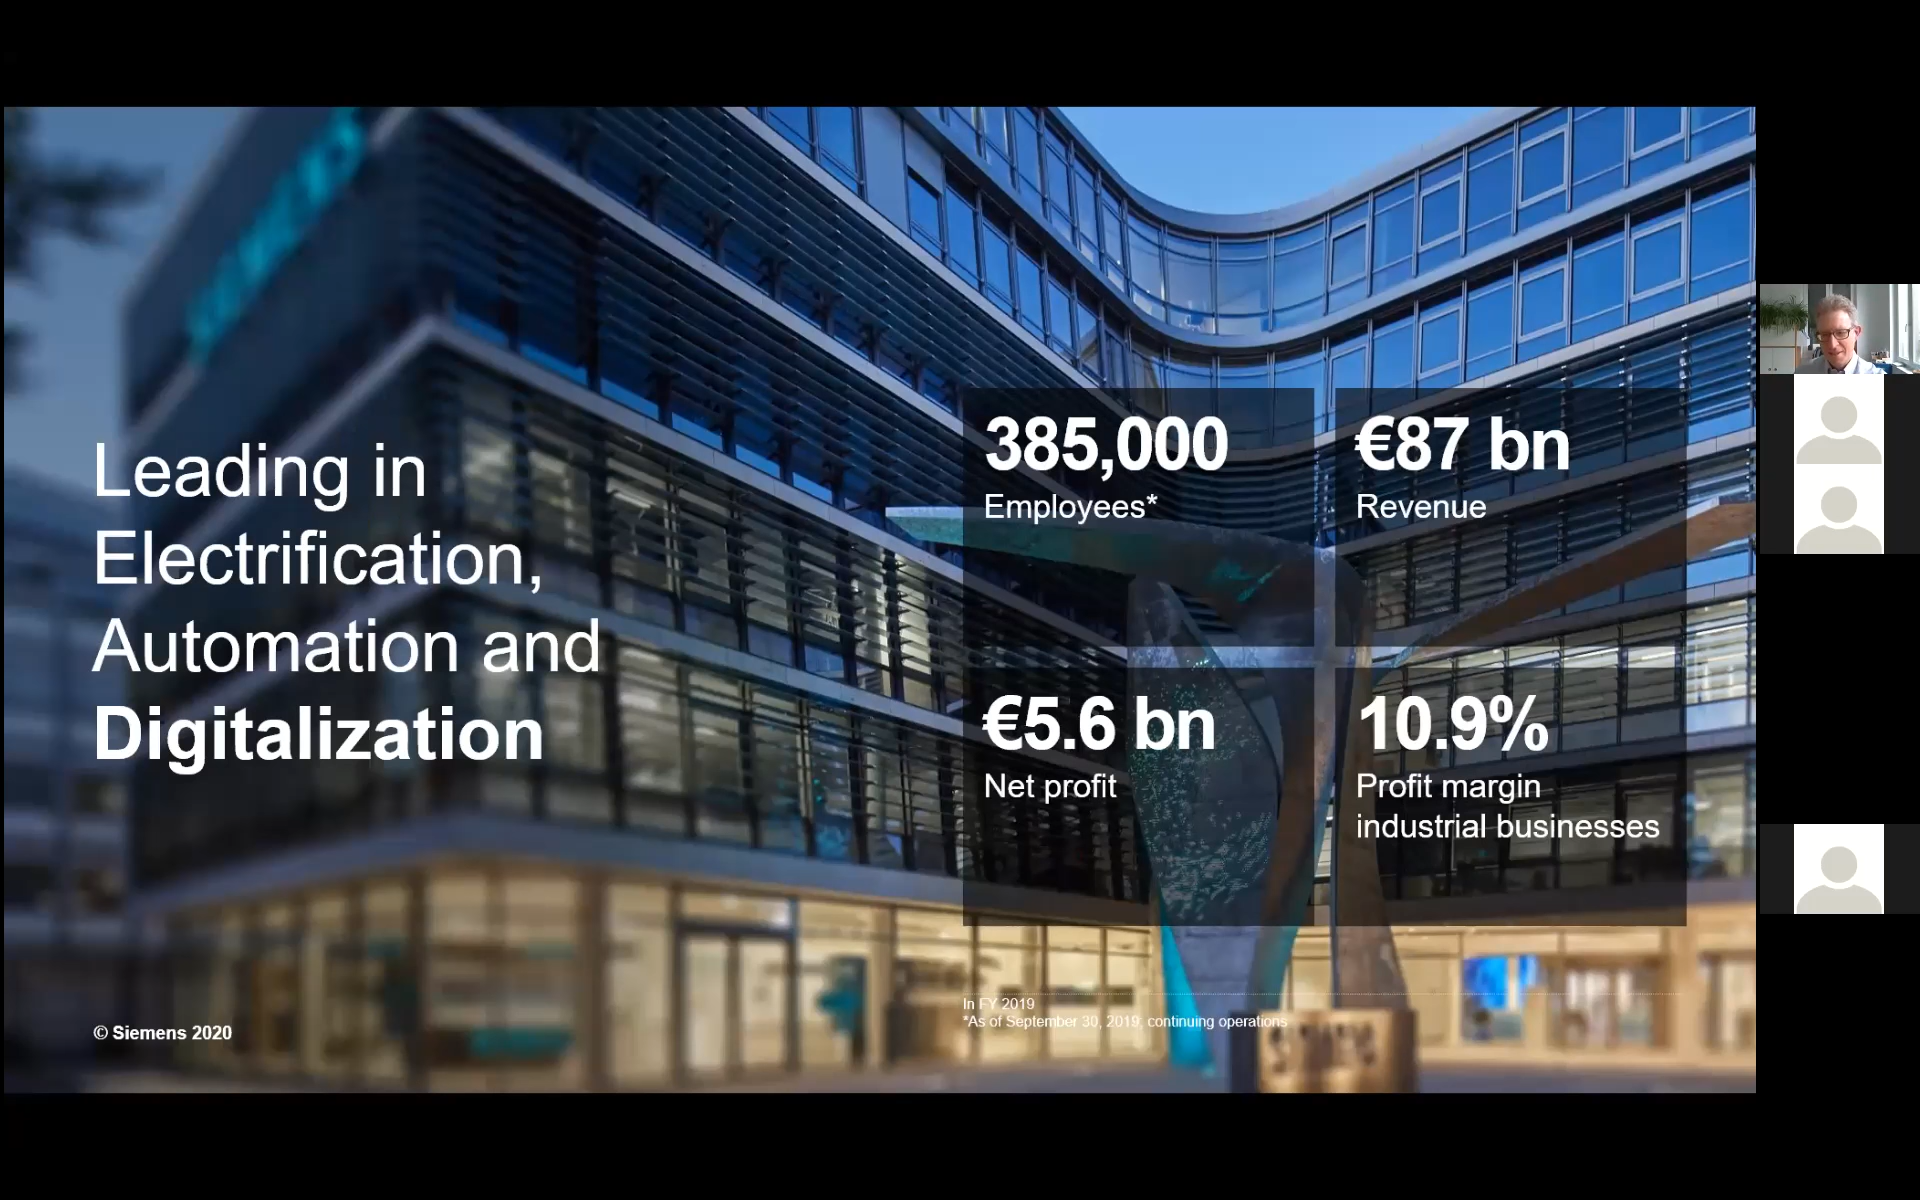 Leading in
Electrification,
Automation and
Digitalization
385,000
Employees*
€87 bn
Revenue
€5.6 bn
Net profit
10.9%
Profit margin
industrial businesses
In FY 2019
*As of September 30, 2019, continuing operations
© Siemens 2020